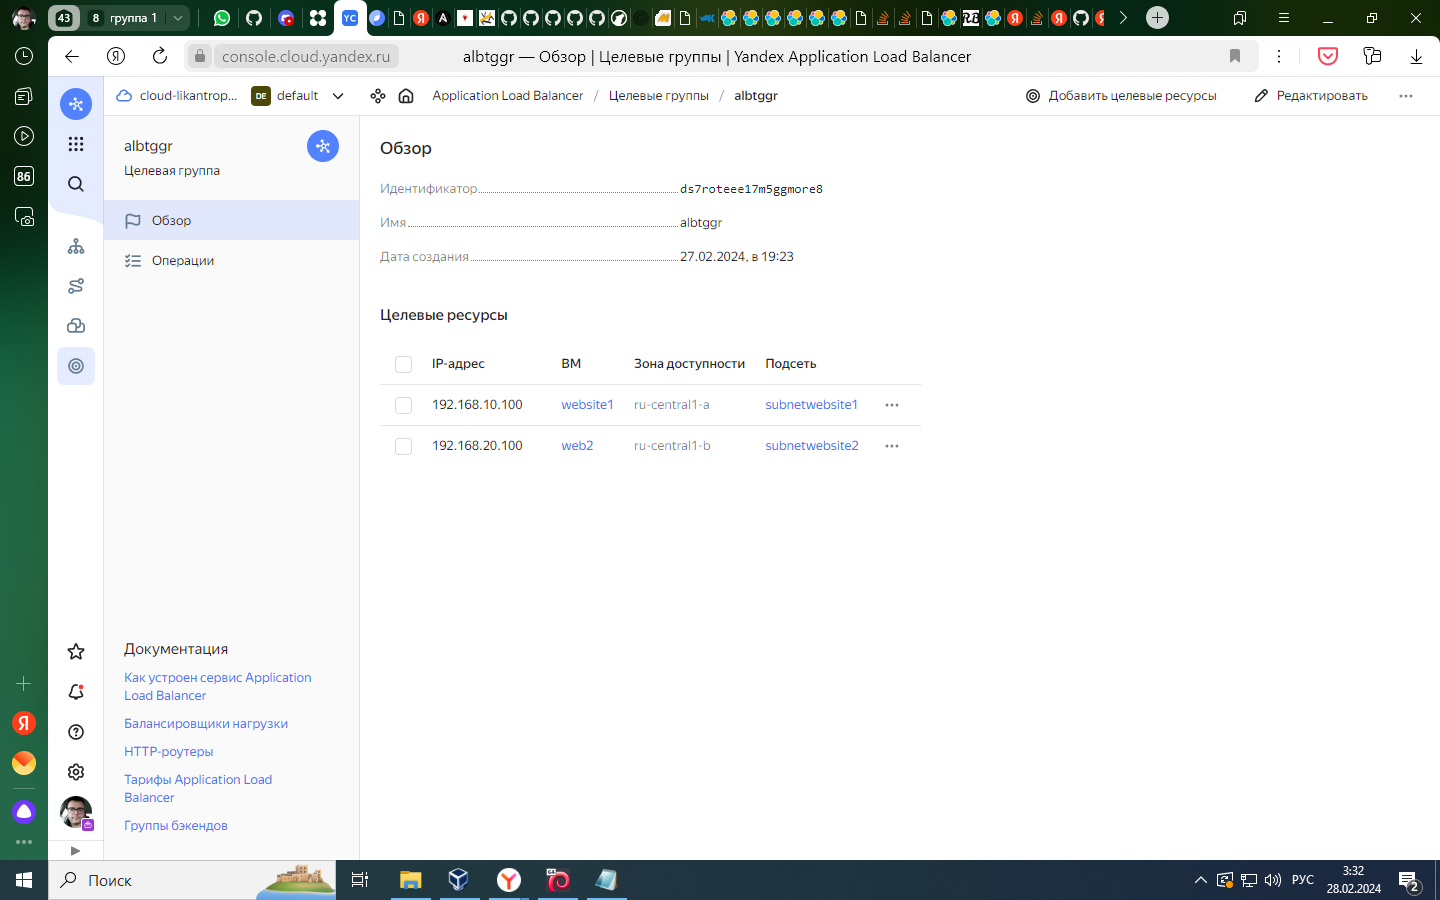 43
8 группа 1
YC
console.cloud.yandex.ru
albtggr — Обзор | Целевые группы | Yandex Application Load Balancer
cloud-likantrop...
DE default
Application Load Balancer / Целевые группы / albtggr
Добавить целевые ресурсы
Редактировать
86
albtggr
Целевая группа
Обзор
Операции
Обзор
Идентификатор ds7roteee17m5ggmore8
Имя albtggr
Дата создания 27.02.2024, в 19:23
Целевые ресурсы
IP-адрес ВМ Зона доступности Подсеть
192.168.10.100 website1 ru-central1-a subnetwebsite1
192.168.20.100 web2 ru-central1-b subnetwebsite2
Документация
Как устроен сервис Application
Load Balancer
Балансировщики нагрузки
HTTP-роутеры
Тарифы Application Load
Balancer
Группы бэкендов
Поиск
РУС
3:32
28.02.2024
2